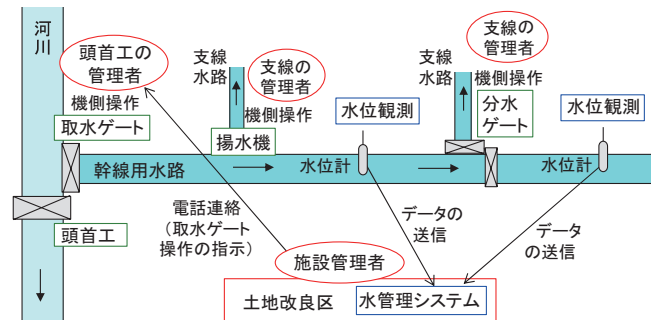 河
川
頭首工の
管理者
機側操作
取水ゲート
頭首工
支線
水路
支線の
管理者
機側操作
揚水機
水位観測
支線
水路
支線の
管理者
機側操作
分水
ゲート
水位観測
幹線用水路
水位計
水位計
電話連絡
(取水ゲート
操作の指示)
データの
送信
データ
の送信
施設管理者
土地改良区
水管理システム